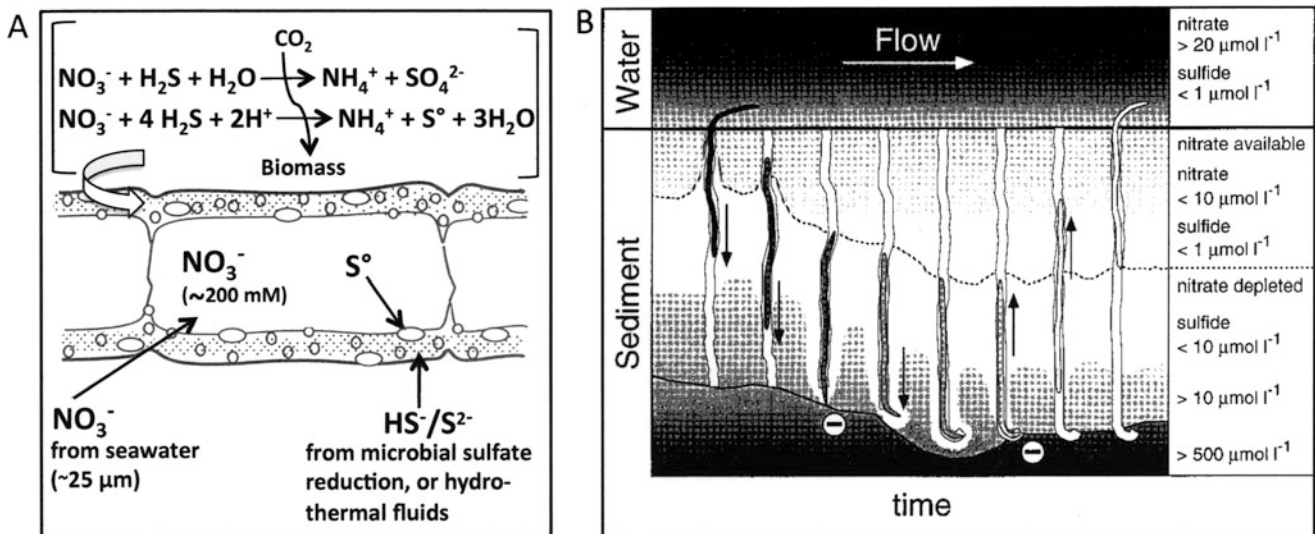 A
CO₂
NO₃⁻ + H₂S + H₂O → NH₄⁺ + SO₄²⁻
NO₃⁻ + 4 H₂S + 2H⁺ → NH₄⁺ + S° + 3H₂O
Biomass
NO₃⁻
(~200 mM)
S°
NO₃⁻
from seawater
(~25 µm)
HS⁻/S²⁻
from microbial sulfate
reduction, or hydro-
thermal fluids
B
Water
Sediment
Flow
nitrate
> 20 µmol l⁻¹
sulfide
< 1 µmol l⁻¹
nitrate available
nitrate
< 10 µmol l⁻¹
sulfide
< 1 µmol l⁻¹
nitrate depleted
sulfide
< 10 µmol l⁻¹
> 10 µmol l⁻¹
> 500 µmol l⁻¹
time